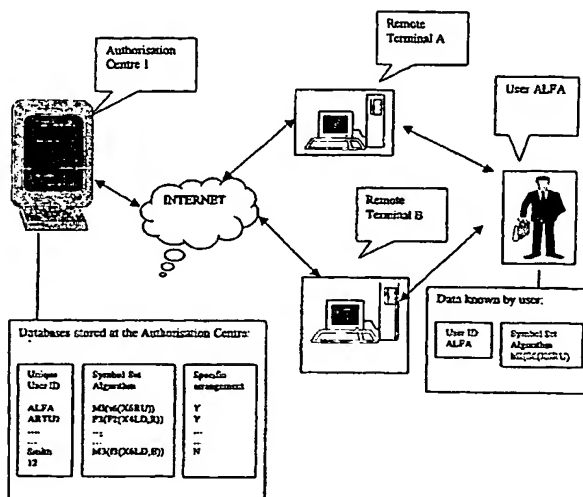 Authorisation
Centre 1
Remote
Terminal A
User ALFA
INTERNET
Remote
Terminal B
Data known by user:
User ID
ALFA
Symbol Set
Algorithm
Databases stored at the Authorisation Centre:
Unique
User ID
ALFA
ARTU2
....
...
Smith
12
Symbol Set
Algorithm
...
...
Specific
arrangement
Y
Y
...
...
N